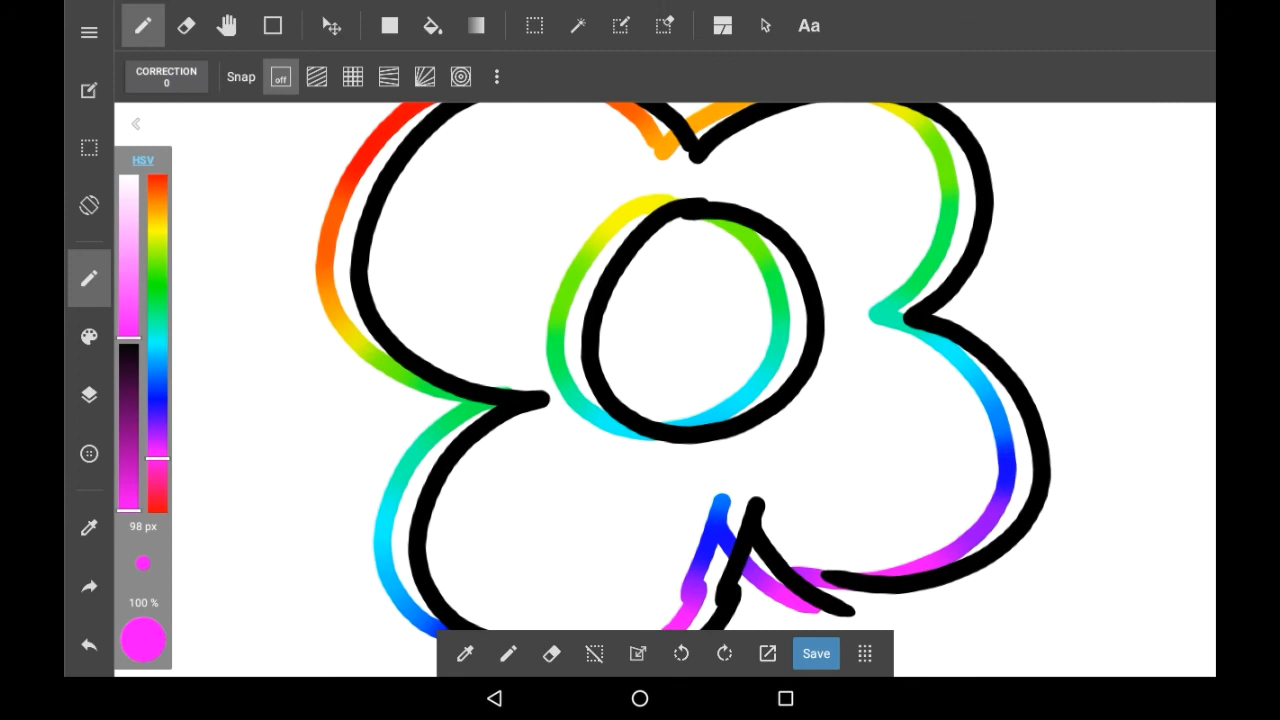 Aa
CORRECTION
0
Snap
off
HSV
98 px
100 %
Save